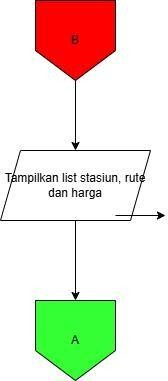 B
Tampilkan list stasiun, rute
dan harga
A